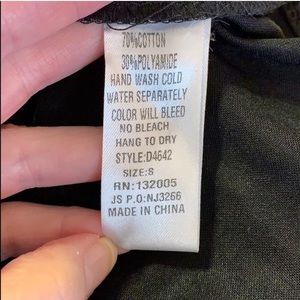 70%COTTON
30%POLYAMIDE
HAND WASH COLD
WATER SEPARATELY
COLOR WILL BLEED
NO BLEACH
HANG TO DRY
STYLE:D4642
SIZE:S
RN:132005
JS P.O:NJ3266
MADE IN CHINA